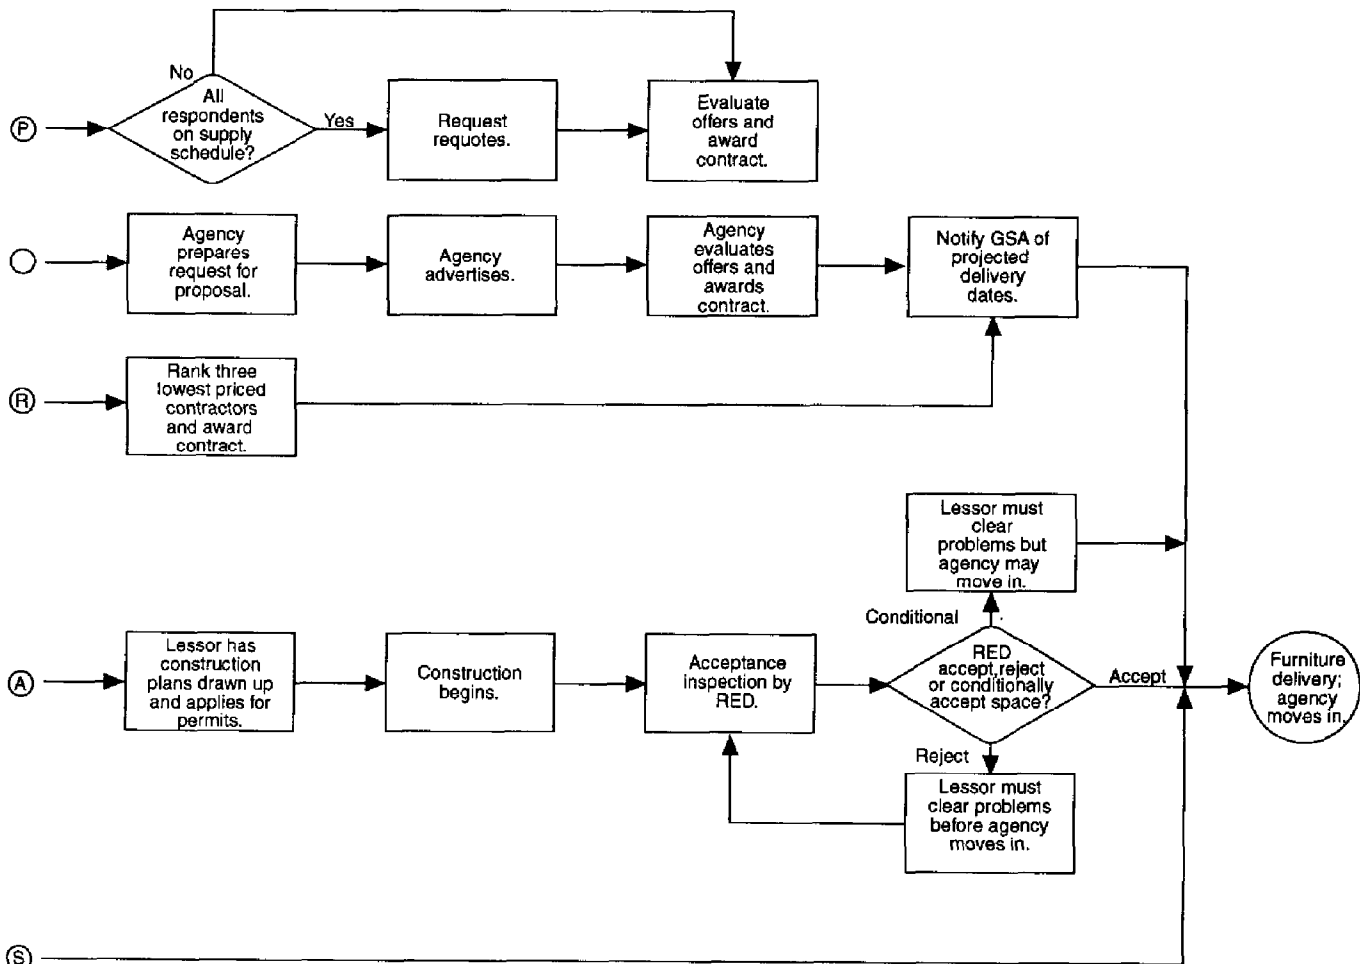 No
All
respondents
on supply
schedule?
P
Yes
Request
requotes.
Evaluate
offers and
award
contract.
Agency
prepares
request for
proposal.
Agency
advertises.
Agency
evaluates
offers and
awards
contract.
Notify GSA of
projected
delivery
dates.
R
Rank three
lowest priced
contractors
and award
contract.
Lessor must
clear
problems but
agency may
move in.
Conditional
A
Lessor has
construction
plans drawn up
and applies for
permits.
Construction
begins.
Acceptance
inspection by
RED.
RED
accept,reject
or conditionally
accept space?
Accept
Furniture
delivery;
agency
moves in.
Reject
Lessor must
clear problems
before agency
moves in.
S